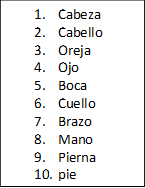 1. Cabeza
2. Cabello
3. Oreja
4. Ojo
5. Boca
6. Cuello
7. Brazo
8. Mano
9. Pierna
10. pie